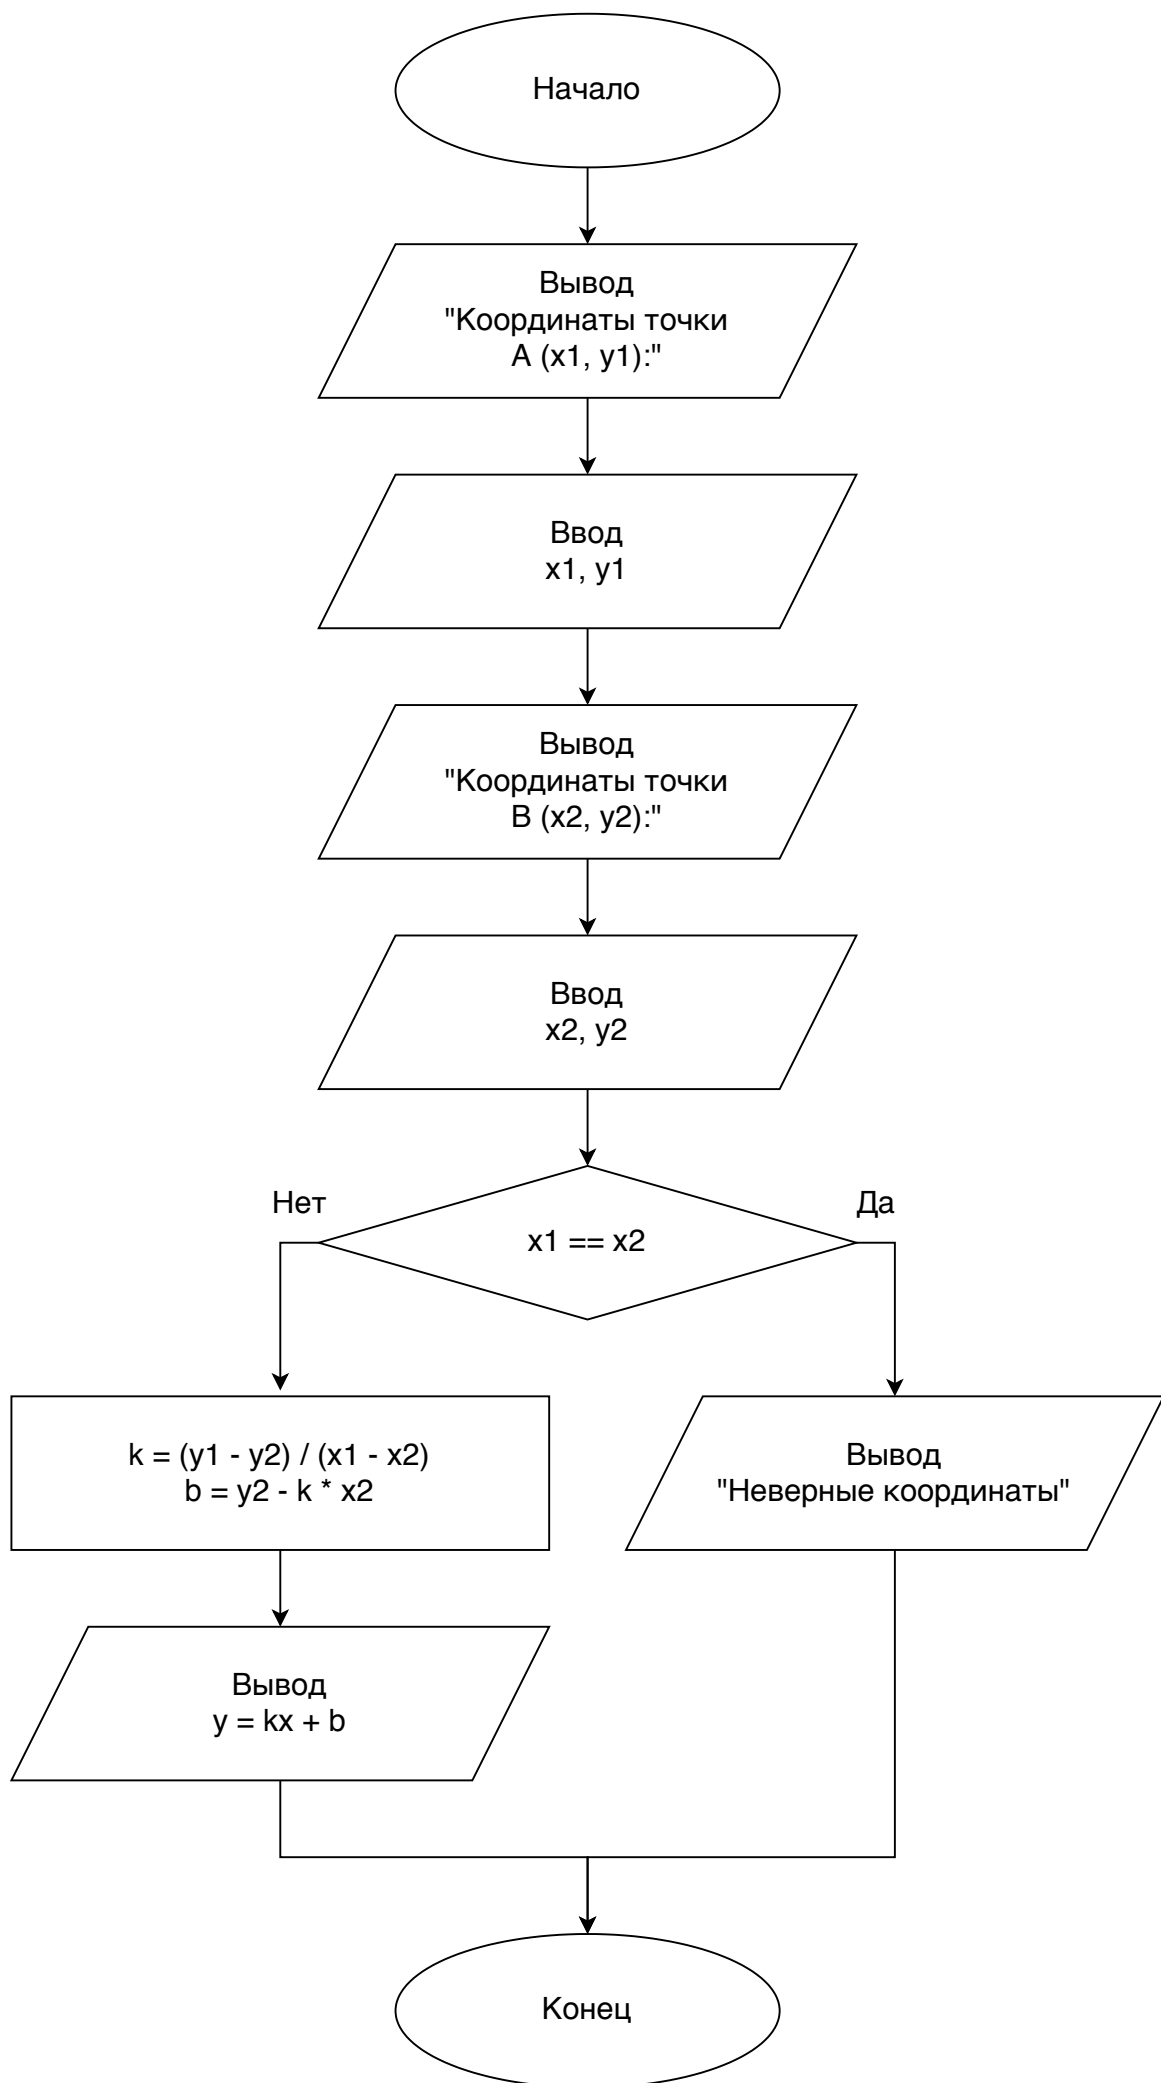 Начало
Вывод
"Координаты точки
A (x1, y1):"
Ввод
x1, y1
Вывод
"Координаты точки
B (x2, y2):"
Ввод
x2, y2
Нет
Да
x1 == x2
k = (y1 - y2) / (x1 - x2)
b = y2 - k * x2
Вывод
"Неверные координаты"
Вывод
y = kx + b
Конец